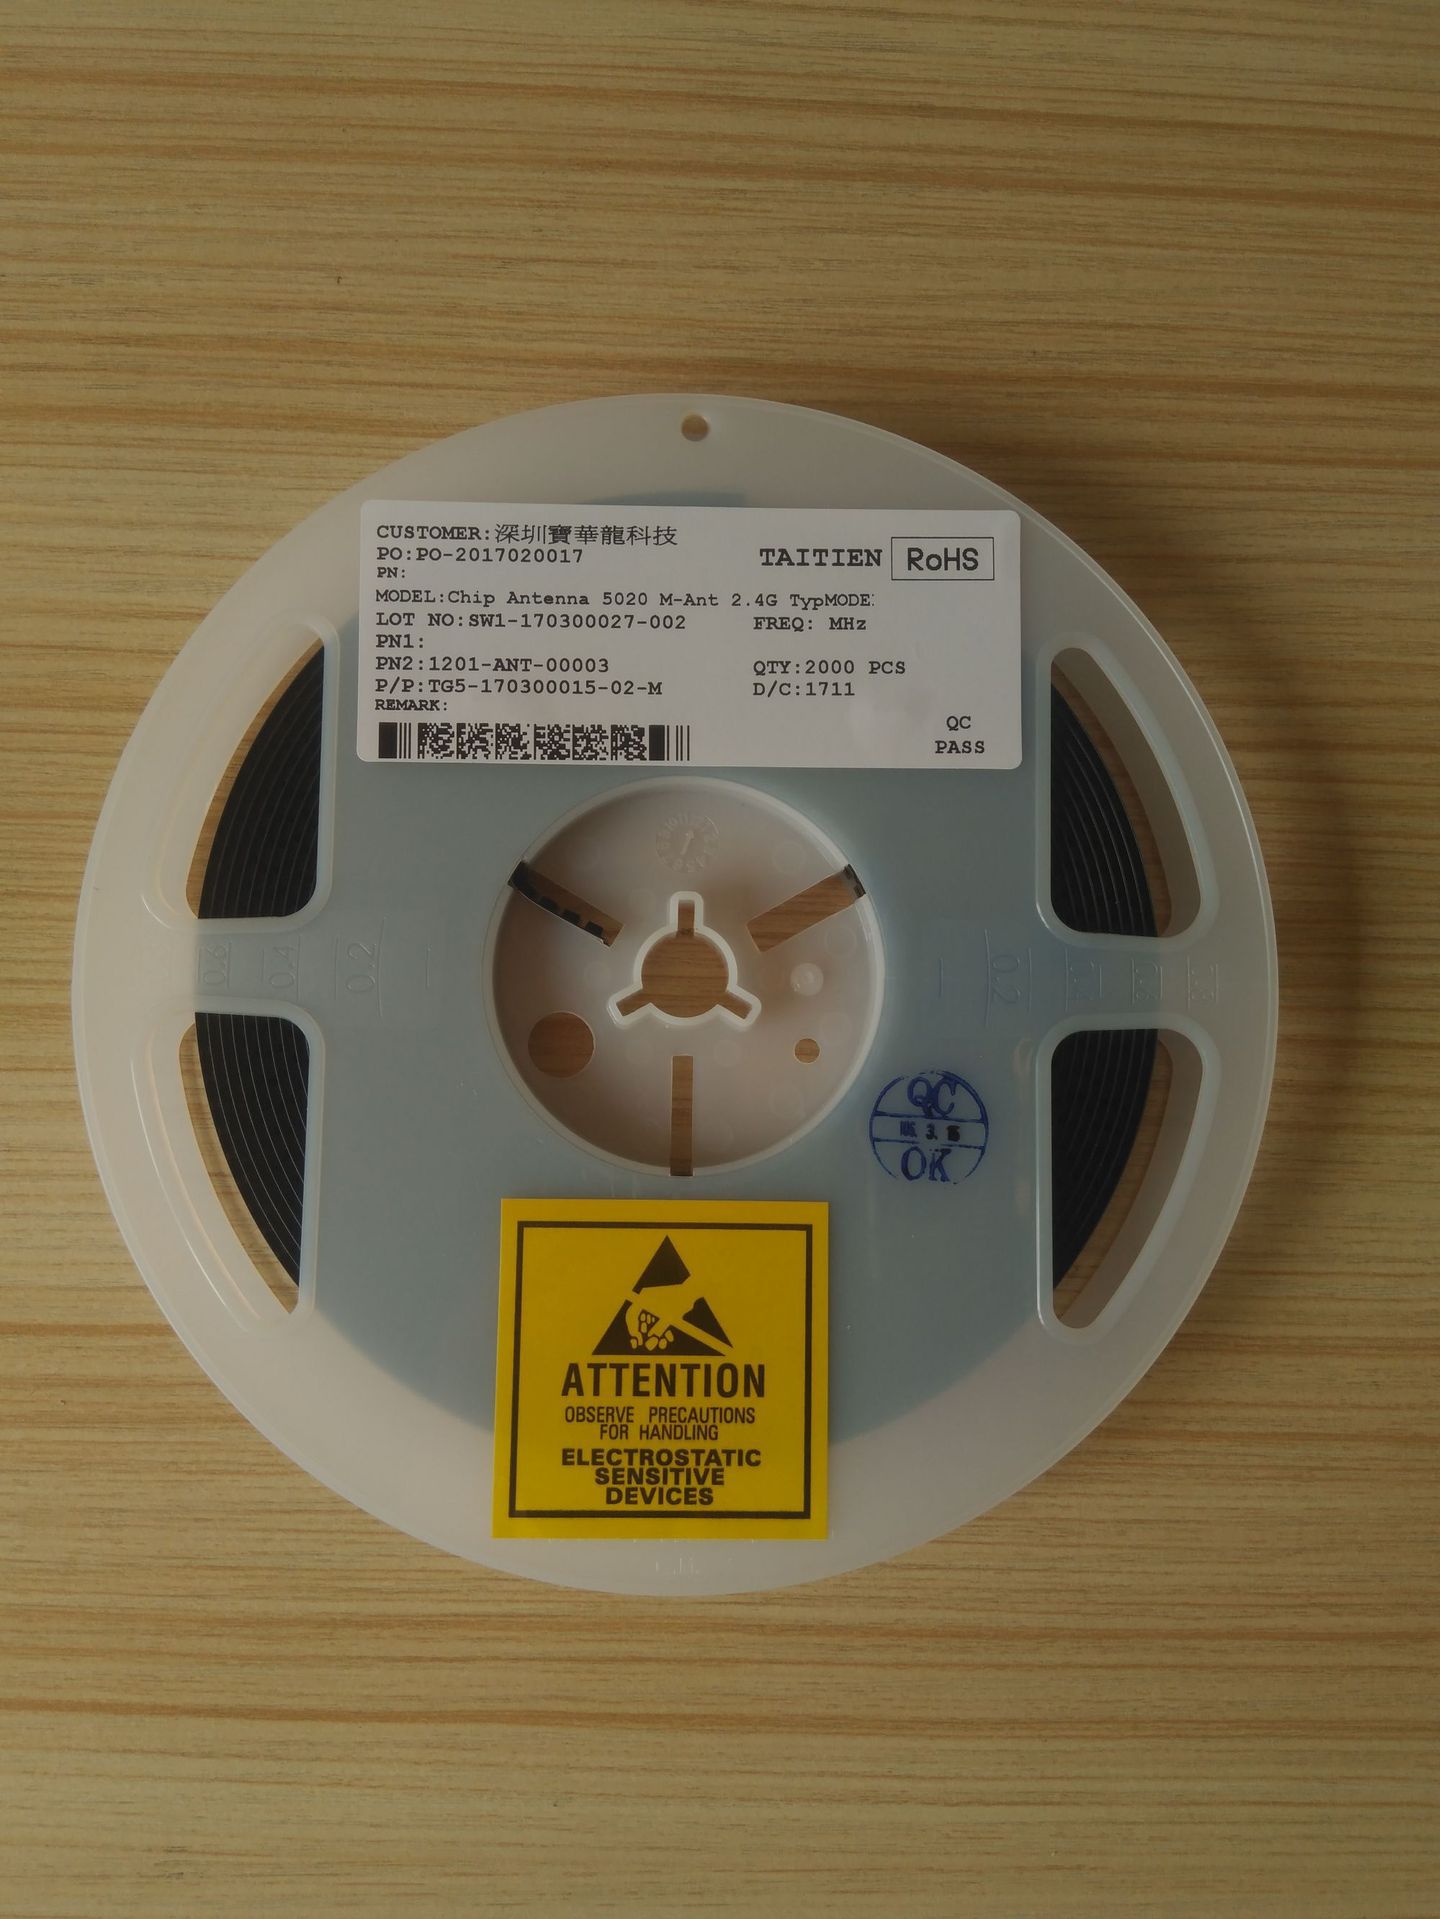 CUSTOMER:深圳寶華龍科技
PO:PO-2017020017
TAITIEN RoHS
PN:
MODEL:Chip Antenna 5020 M-Ant 2.4G TypMODE
LOT NO:SW1-170300027-002 FREQ: MHz
PN1:
PN2:1201-ANT-00003 QTY:2000 PCS
P/P:TG5-170300015-02-M D/C:1711
REMARK:
QC
PASS
0.6 0.4 0.2
0.2
QC
3.
OK
ATTENTION
OBSERVE PRECAUTIONS
FOR HANDLING
ELECTROSTATIC
SENSITIVE
DEVICES